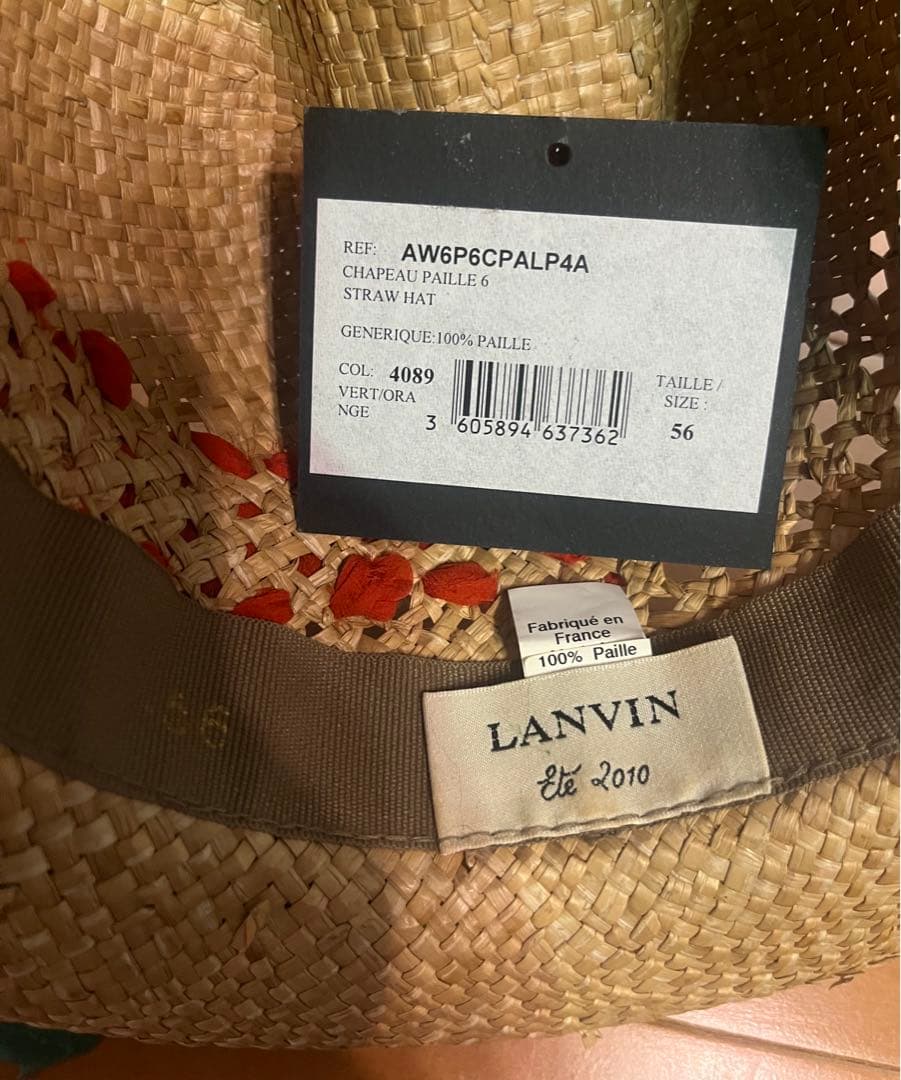 REF: AW6P6CPALP4A
CHAPEAU PAILLE 6
STRAW HAT
GENERIQUE:100% PAILLE
COL: 4089
VERT/ORA
NGE
TAILLE /
SIZE :
56
3 605894 637362
Fabriqué en
France
100% Paille
LANVIN
Eté 2010